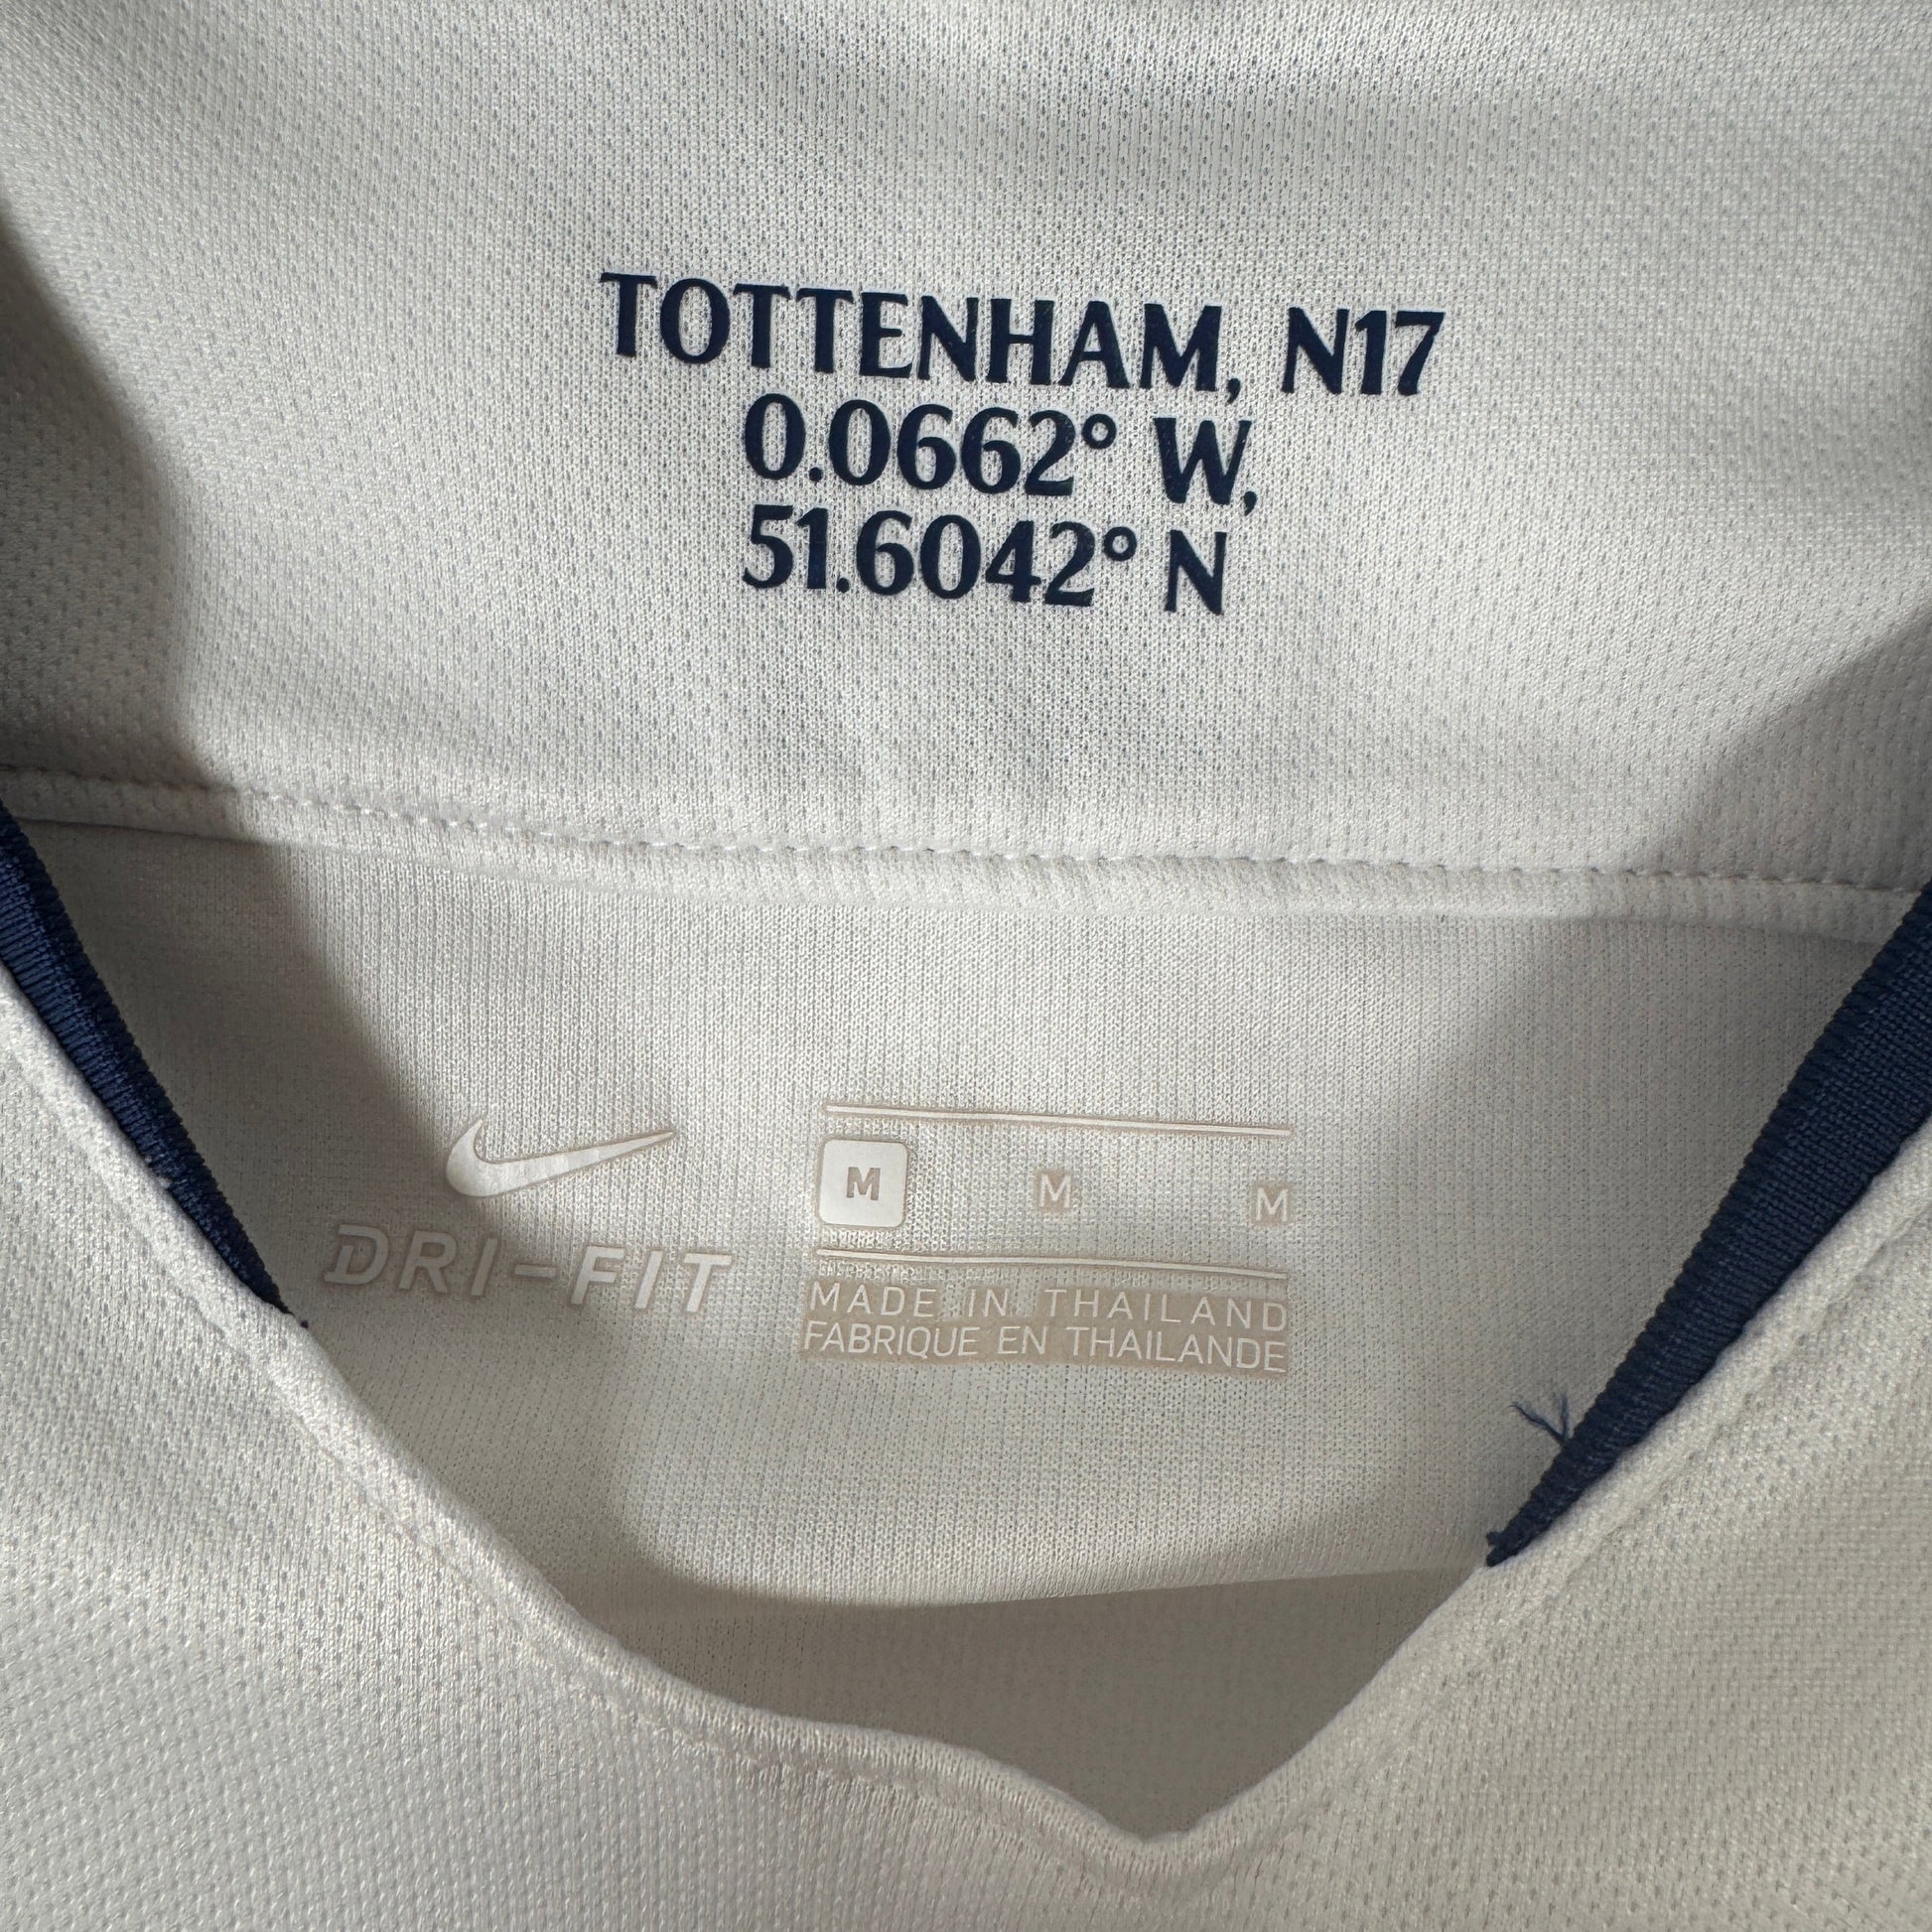 TOTTENHAM, N17
0.0662° W,
51.6042° N
DRI-FIT
M M M
MADE IN THAILAND
FABRIQUE EN THAILANDE